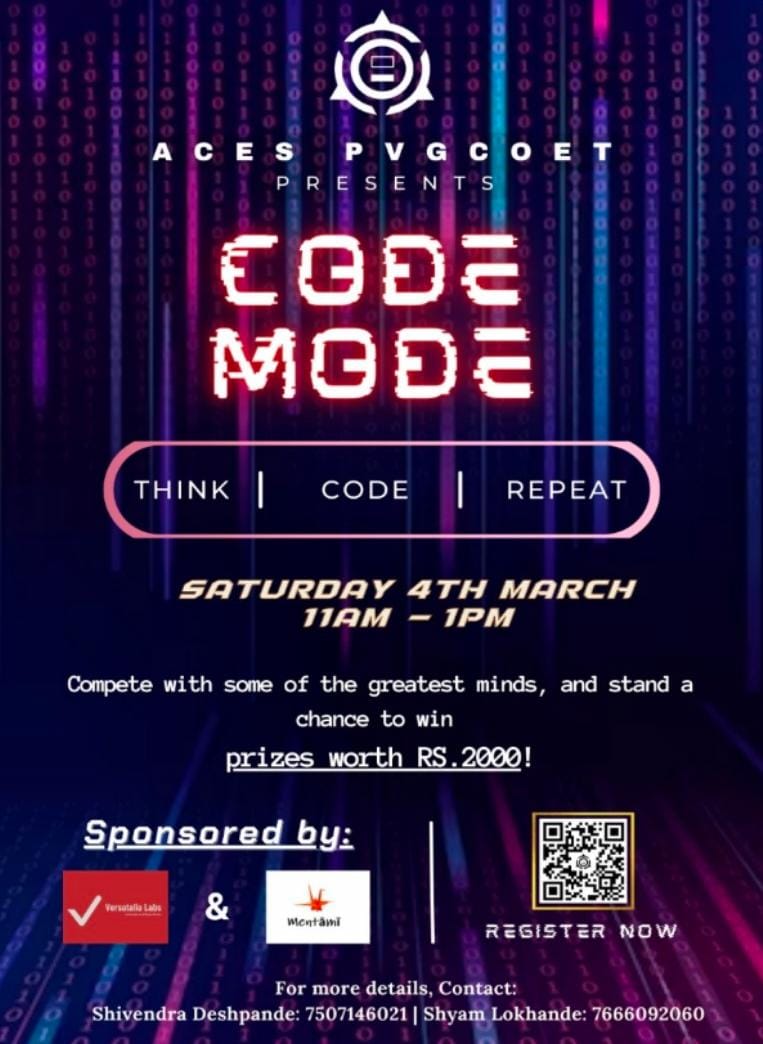 ACES PVGCOET
PRESENTS
CODE
MODE
THINK | CODE | REPEAT
SATURDAY 4TH MARCH
11AM – 1PM
Compete with some of the greatest minds, and stand a
chance to win
prizes worth RS.2000!
Sponsored by:
Versatalia Labs
&
Mentāmī
REGISTER NOW
For more details, Contact:
Shivendra Deshpande: 7507146021 | Shyam Lokhande: 7666092060